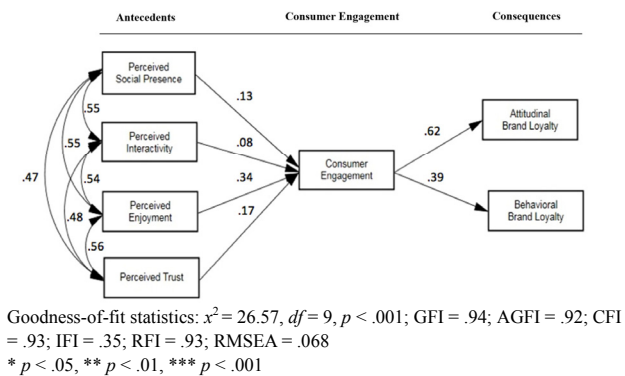 Antecedents Consumer Engagement Consequences
Perceived
Social Presence
.13
.55
Attitudinal
Brand Loyalty
.62
.55
Perceived
Interactivity
.08
Consumer
Engagement
.47
.54
.34
.39
Perceived
Enjoyment
.17
Behavioral
Brand Loyalty
.48
.56
Perceived Trust
Goodness-of-fit statistics: x² = 26.57, df = 9, p < .001; GFI = .94; AGFI = .92; CFI
= .93; IFI = .35; RFI = .93; RMSEA = .068
* p < .05, ** p < .01, *** p < .001